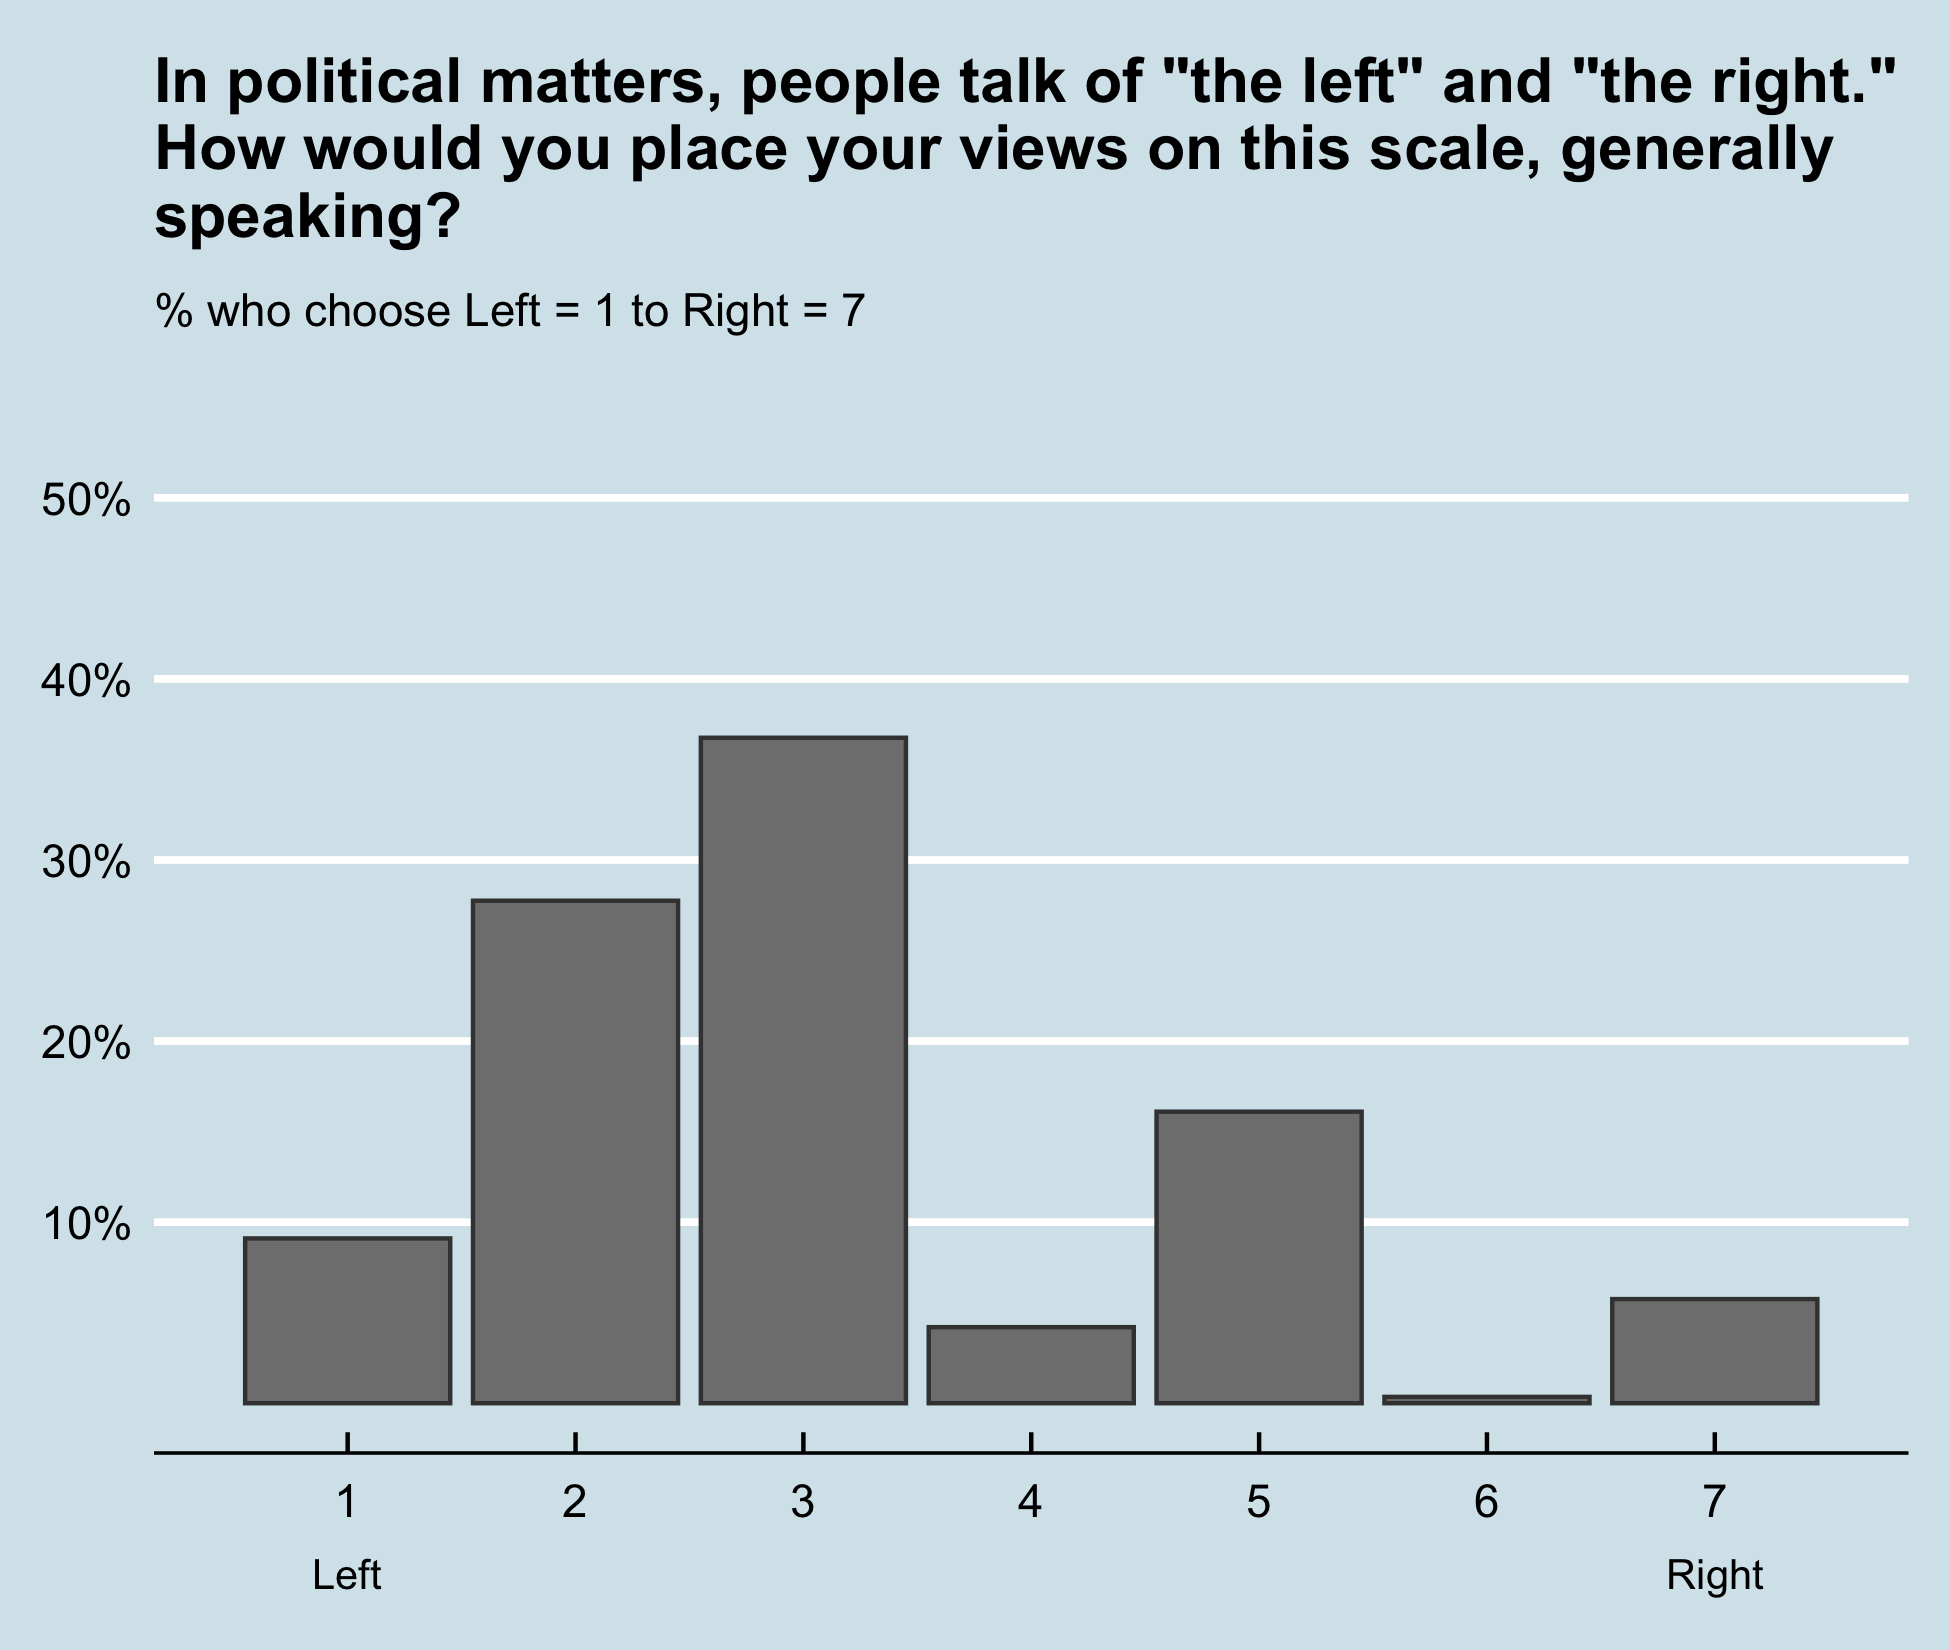 In political matters, people talk of "the left" and "the right."
How would you place your views on this scale, generally
speaking?
% who choose Left = 1 to Right = 7
50%
40%
30%
20%
10%
1 2 3 4 5 6 7
Left Right